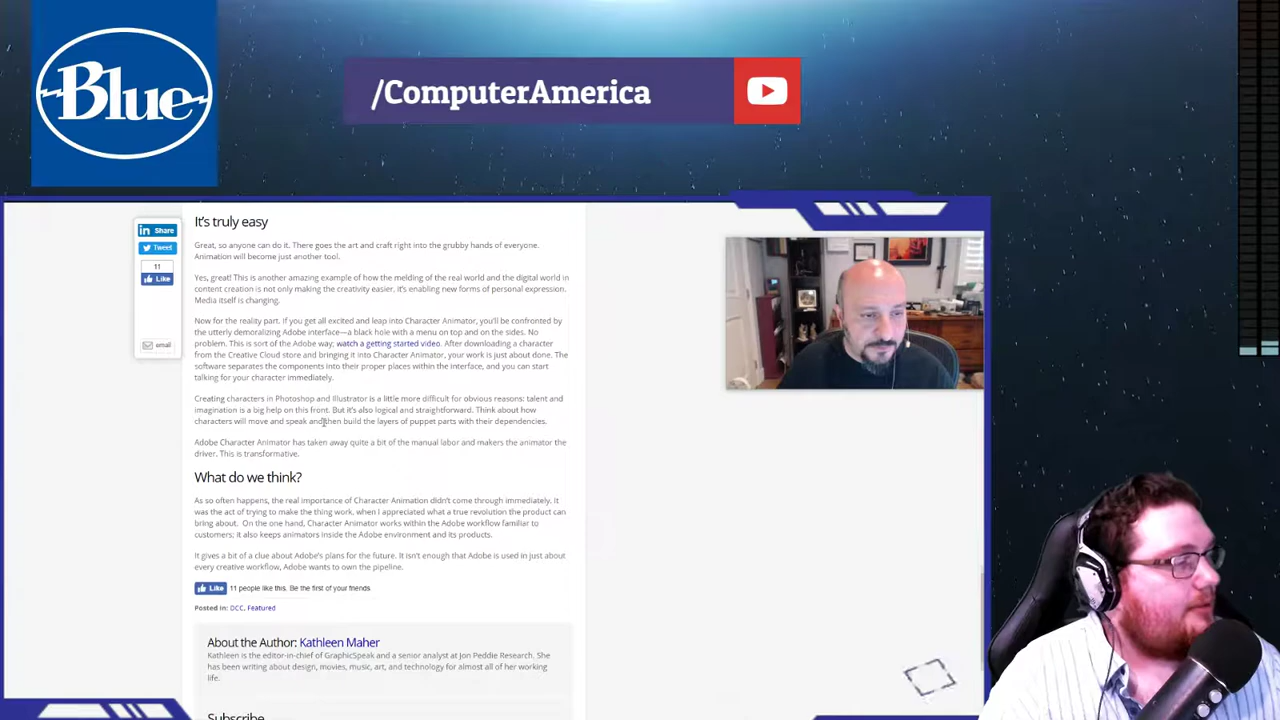 Blue
/ComputerAmerica
It's truly easy
in Share
Tweet
11
Like
email
Great, so anyone can do it. There goes the art and craft right into the grubby hands of everyone.
Animation will become just another tool.
Yes, great! This is another amazing example of how the melding of the real world and the digital world in
content creation is not only making the creativity easier, it's enabling new forms of personal expression.
Media itself is changing.
Now for the reality part. If you get all excited and leap into Character Animator, you'll be confronted by
the utterly demoralizing Adobe interface—a black hole with a menu on top and on the sides. No
problem. This is sort of the Adobe way; watch a getting started video. After downloading a character
from the Creative Cloud store and bringing it into Character Animator, your work is just about done. The
software separates the components into their proper places within the interface, and you can start
talking for your character immediately.
Creating characters in Photoshop and Illustrator is a little more difficult for obvious reasons: talent and
imagination is a big help on this front. But it's also logical and straightforward. Think about how
characters will move and speak and then build the layers of puppet parts with their dependencies.
Adobe Character Animator has taken away quite a bit of the manual labor and makes the animator the
driver. This is transformative.
What do we think?
As so often happens, the real importance of Character Animation didn't come through immediately. It
was the act of trying to make the thing work, when I appreciated what a true revolution the product can
bring about. On the one hand, Character Animator works within the Adobe workflow familiar to
customers; it also keeps animators inside the Adobe environment and its products.
It gives a bit of a clue about Adobe's plans for the future. It isn't enough that Adobe is used in just about
every creative workflow, Adobe wants to own the pipeline.
Like 11 people like this. Be the first of your friends
Posted in: DCC, Featured
About the Author: Kathleen Maher
Kathleen is the editor-in-chief of GraphicSpeak and a senior analyst at Jon Peddie Research. She
has been writing about design, movies, music, art, and technology for almost all of her working
life.
Subscribe